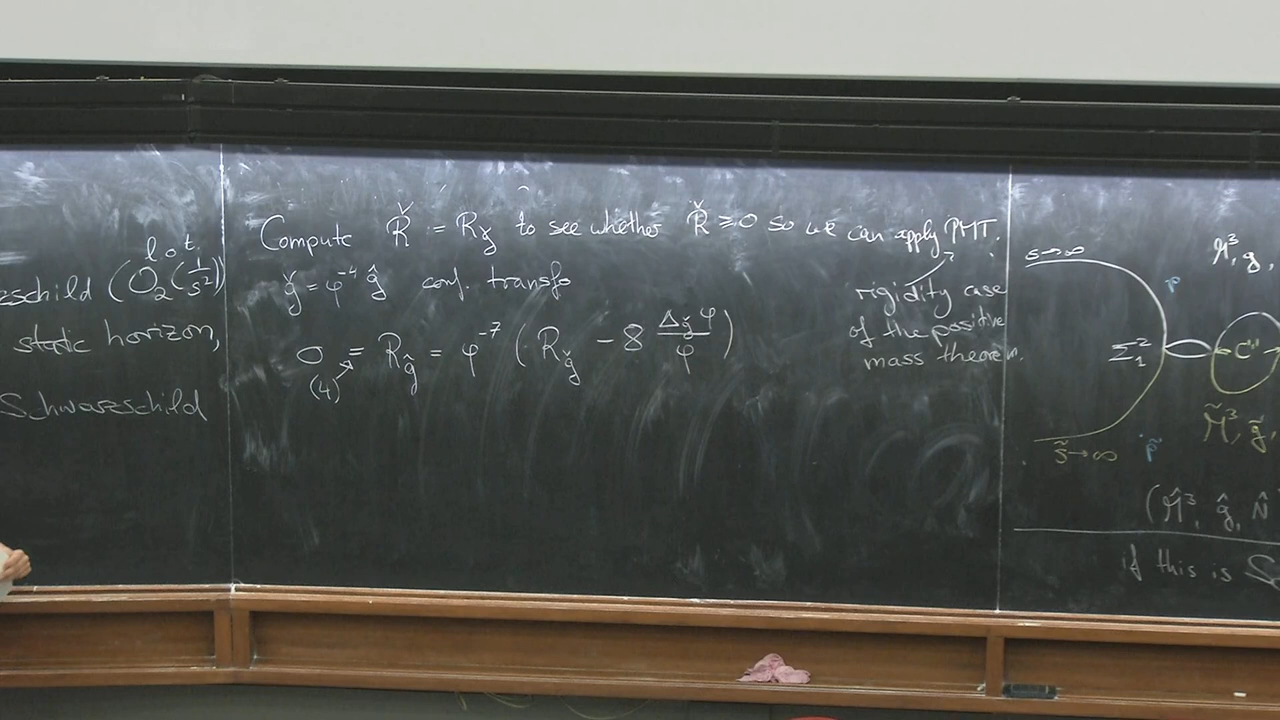 l o t.
schild (O₂(1/s²))
static horizon,
Schwarzschild
Compute Ř = R_ǧ to see whether Ř ≥ 0 so we can apply PMT.
ǧ = φ⁻⁴ ĝ conf. transfo
0 = R_ĝ = φ⁻⁷ (R_ǧ - 8 Δ_ǧ φ / φ)
(4)
rigidity case
of the positive
mass theorem.
s→∞
p
M³, g,
Σ₁²
"C"
M̃³, g̃,
s̃→∞
p̃
(M̂³, ĝ, N̂
if this is S